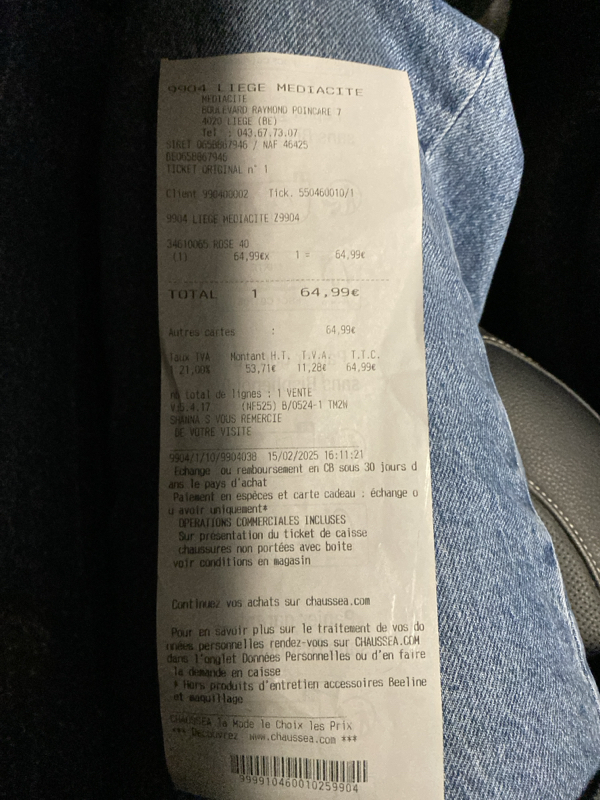 9904 LIEGE MEDIACITE
MEDIACITE
BOULEVARD RAYMOND POINCARE 7
4020 LIEGE (BE)
Tel : 043.67.73.07
SIRET 0658867946 / NAF 46425
BE0658867946
TICKET ORIGINAL n° 1
Client 990400002 Tick. 550460010/1
9904 LIEGE MEDIACITE Z9904
34610065 ROSE 40
(1) 64,99€x 1 = 64,99€
TOTAL 1 64,99€
Autres cartes : 64,99€
Taux TVA Montant H.T. T.V.A. T.T.C.
21,00% 53,71€ 11,28€ 64,99€
nb total de lignes : 1 VENTE
V.6.4.17 (NF525) B/0524-1 TM2W
SHANNA S VOUS REMERCIE
DE VOTRE VISITE
9904/1/10/9904038 15/02/2025 16:11:21
Echange ou remboursement en CB sous 30 jours d
ans le pays d'achat
Paiement en espèces et carte cadeau : échange o
u avoir uniquement*
OPERATIONS COMMERCIALES INCLUSES
Sur présentation du ticket de caisse
chaussures non portées avec boite
voir conditions en magasin
Continuez vos achats sur chaussea.com
Pour en savoir plus sur le traitement de vos do
nnées personnelles rendez-vous sur CHAUSSEA.COM
dans l'onglet Données Personnelles ou d'en faire
la demande en caisse
* Hors produits d'entretien accessoires Beeline
et maquillage
CHAUSSEA la Mode le Choix les Prix
*** Découvrez www.chaussea.com ***
999910460010259904